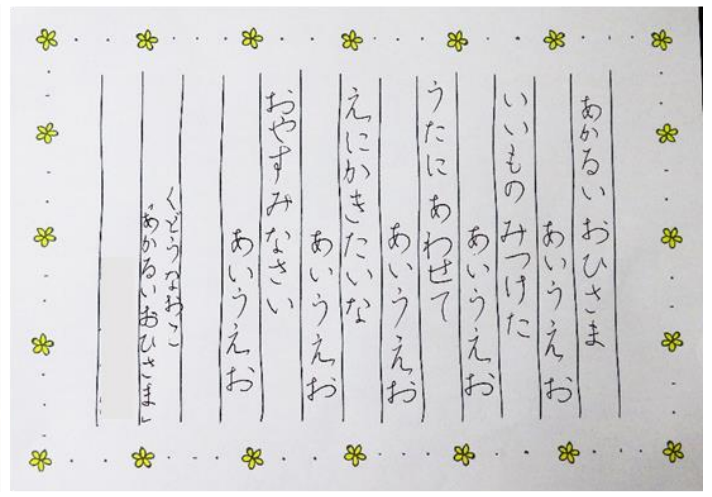 あかるい おひさま
あいうえお
いいもの みつけた
あいうえお
うたに あわせて
あいうえお
えにかきたいな
あいうえお
おやすみなさい
あいうえお
くどうなおこ
「あかるいおひさま」